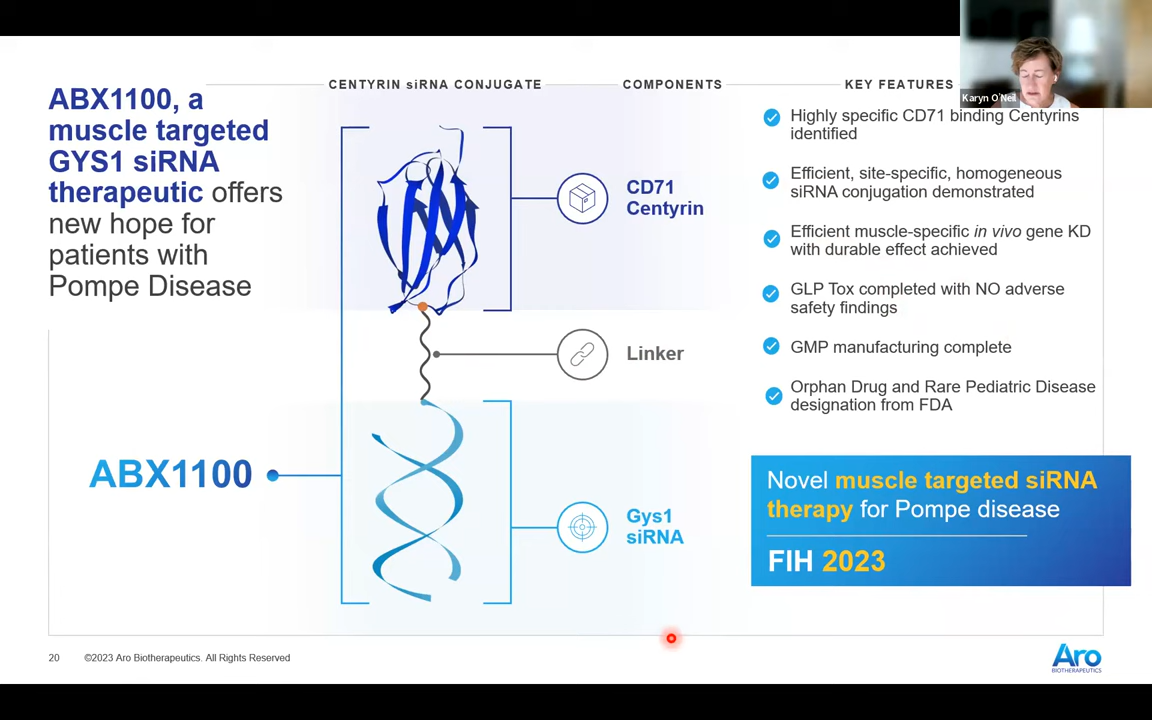 ABX1100, a
muscle targeted
GYS1 siRNA
therapeutic offers
new hope for
patients with
Pompe Disease
CENTYRIN siRNA CONJUGATE
COMPONENTS
KEY FEATURES
Karyn O'Neil
CD71
Centyrin
Linker
ABX1100
Gys1
siRNA
Highly specific CD71 binding Centyrins
identified
Efficient, site-specific, homogeneous
siRNA conjugation demonstrated
Efficient muscle-specific in vivo gene KD
with durable effect achieved
GLP Tox completed with NO adverse
safety findings
GMP manufacturing complete
Orphan Drug and Rare Pediatric Disease
designation from FDA
Novel muscle targeted siRNA
therapy for Pompe disease
FIH 2023
20
©2023 Aro Biotherapeutics. All Rights Reserved
Aro
BIOTHERAPEUTICS